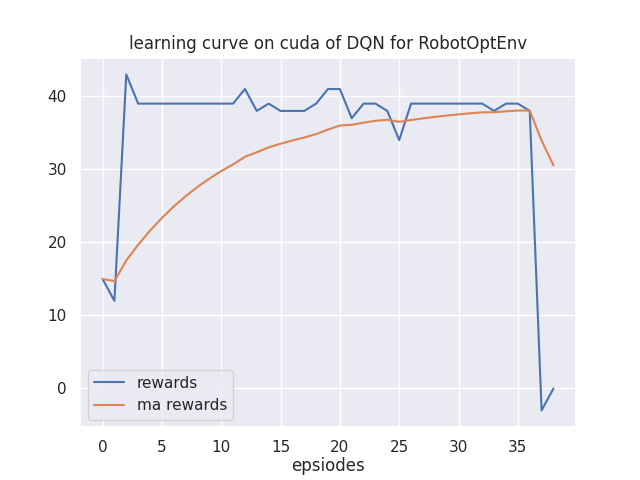 learning curve on cuda of DQN for RobotOptEnv
40
30
20
10
0
rewards
ma rewards
0 5 10 15 20 25 30 35
epsiodes